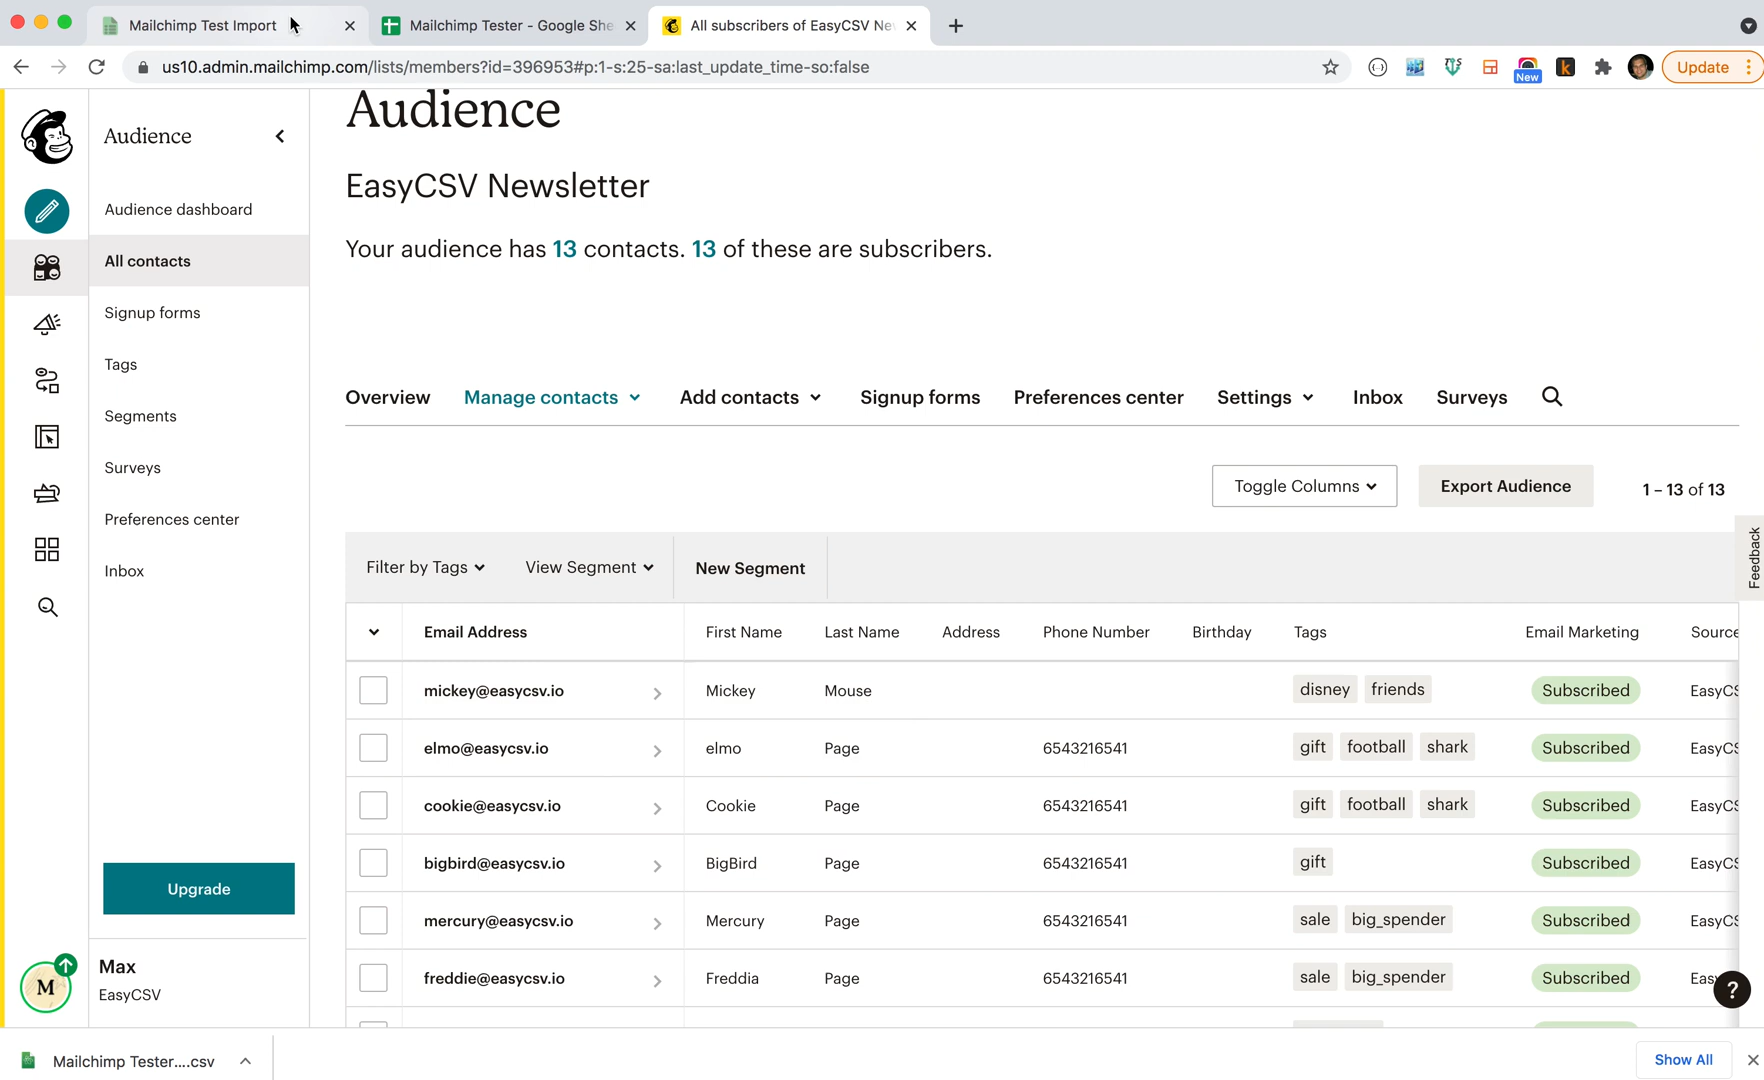 Mailchimp Test Import
Mailchimp Tester - Google She
All subscribers of EasyCSV Ne
us10.admin.mailchimp.com/lists/members?id=396953#p:1-s:25-sa:last_update_time-so:false
New
k
Update
Audience
Audience dashboard
All contacts
Signup forms
Tags
Segments
Surveys
Preferences center
Inbox
Upgrade
M
Max
EasyCSV
Audience
EasyCSV Newsletter
Your audience has 13 contacts. 13 of these are subscribers.
Overview Manage contacts Add contacts Signup forms Preferences center Settings Inbox Surveys
Toggle Columns Export Audience 1 – 13 of 13
Feedback
Filter by Tags View Segment New Segment
Email Address First Name Last Name Address Phone Number Birthday Tags Email Marketing Source
mickey@easycsv.io Mickey Mouse disney friends Subscribed EasyCS
elmo@easycsv.io elmo Page 6543216541 gift football shark Subscribed EasyCS
cookie@easycsv.io Cookie Page 6543216541 gift football shark Subscribed EasyCS
bigbird@easycsv.io BigBird Page 6543216541 gift Subscribed EasyCS
mercury@easycsv.io Mercury Page 6543216541 sale big_spender Subscribed EasyCS
freddie@easycsv.io Freddia Page 6543216541 sale big_spender Subscribed Eas
?
Mailchimp Tester....csv
Show All